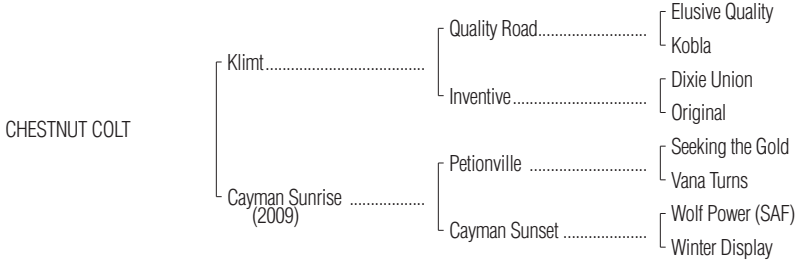 Elusive Quality
Quality Road
Kobla
Klimt
Dixie Union
Inventive
Original
CHESTNUT COLT
Seeking the Gold
Petionville
Vana Turns
Cayman Sunrise
(2009)
Wolf Power (SAF)
Cayman Sunset
Winter Display